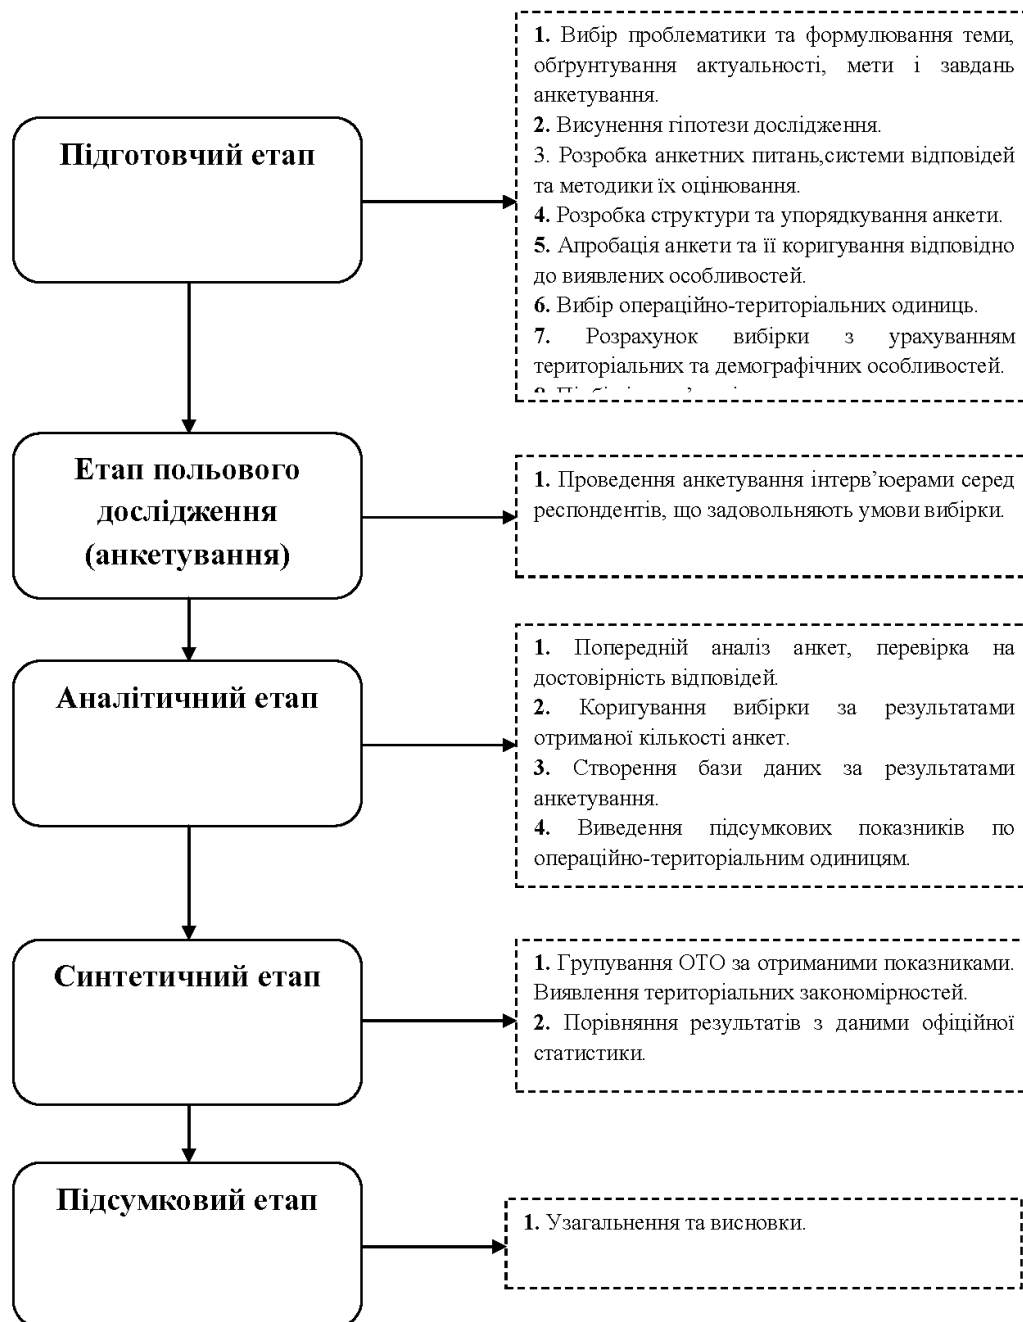 Підготовчий етап
1. Вибір проблематики та формулювання теми,
обґрунтування актуальності, мети і завдань
анкетування.
2. Висунення гіпотези дослідження.
3. Розробка анкетних питань,системи відповідей
та методики їх оцінювання.
4. Розробка структури та упорядкування анкети.
5. Апробація анкети та її коригування відповідно
до виявлених особливостей.
6. Вибір операційно-територіальних одиниць.
7. Розрахунок вибірки з урахуванням
територіальних та демографічних особливостей.
Етап польового
дослідження
(анкетування)
1. Проведення анкетування інтерв’юерами серед
респондентів, що задовольняють умови вибірки.
Аналітичний етап
1. Попередній аналіз анкет, перевірка на
достовірність відповідей.
2. Коригування вибірки за результатами
отриманої кількості анкет.
3. Створення бази даних за результатами
анкетування.
4. Виведення підсумкових показників по
операційно-територіальним одиницям.
Синтетичний етап
1. Групування ОТО за отриманими показниками.
Виявлення територіальних закономірностей.
2. Порівняння результатів з даними офіційної
статистики.
Підсумковий етап
1. Узагальнення та висновки.